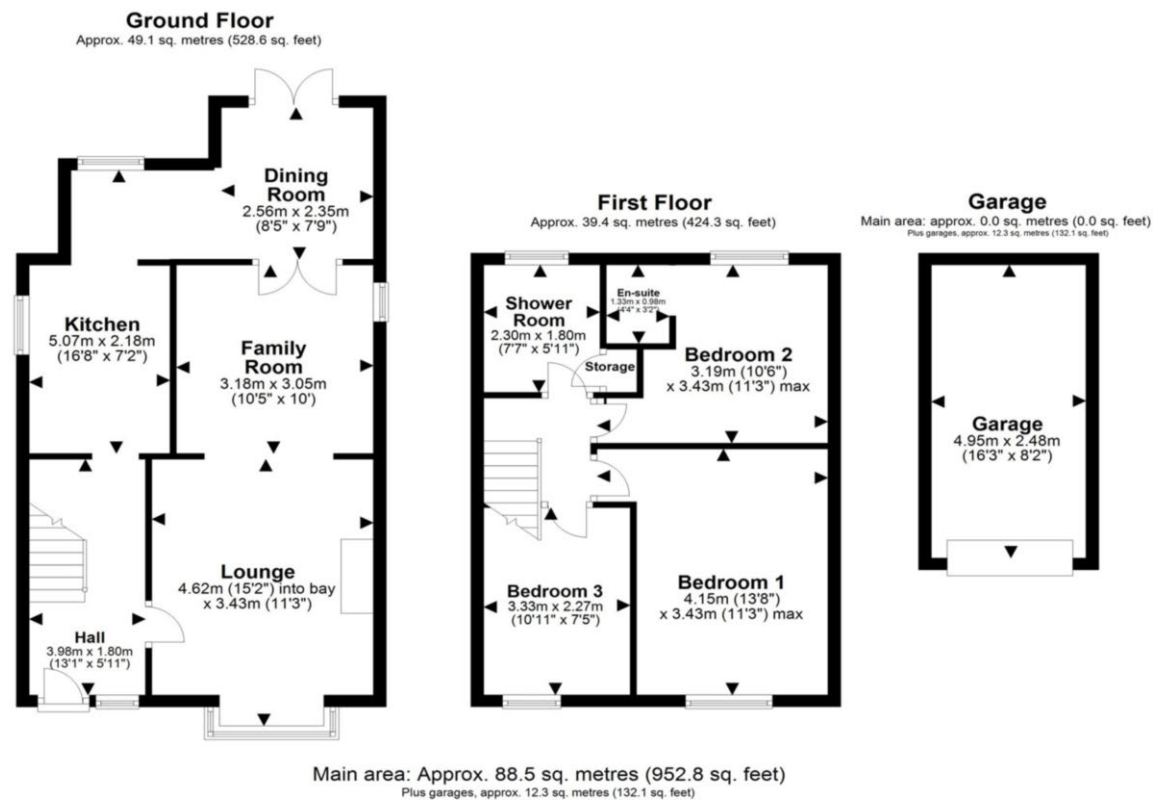 Ground Floor
Approx. 49.1 sq. metres (528.6 sq. feet)
Dining
Room
2.56m x 2.35m
(8'5" x 7'9")
Kitchen
5.07m x 2.18m
(16'8" x 7'2")
Family
Room
3.18m x 3.05m
(10'5" x 10')
Lounge
4.62m (15'2") into bay
x 3.43m (11'3")
Hall
3.98m x 1.80m
(13'1" x 5'11")
First Floor
Approx. 39.4 sq. metres (424.3 sq. feet)
Shower
Room
2.30m x 1.80m
(7'7" x 5'11")
En-suite
1.33m x 0.98m
(4'4" x 3'2")
Storage
Bedroom 2
3.19m (10'6")
x 3.43m (11'3") max
Bedroom 3
3.33m x 2.27m
(10'11" x 7'5")
Bedroom 1
4.15m (13'8")
x 3.43m (11'3") max
Garage
Main area: approx. 0.0 sq. metres (0.0 sq. feet)
Plus garages, approx. 12.3 sq. metres (132.1 sq. feet)
Garage
4.95m x 2.48m
(16'3" x 8'2")
Main area: Approx. 88.5 sq. metres (952.8 sq. feet)
Plus garages, approx. 12.3 sq. metres (132.1 sq. feet)